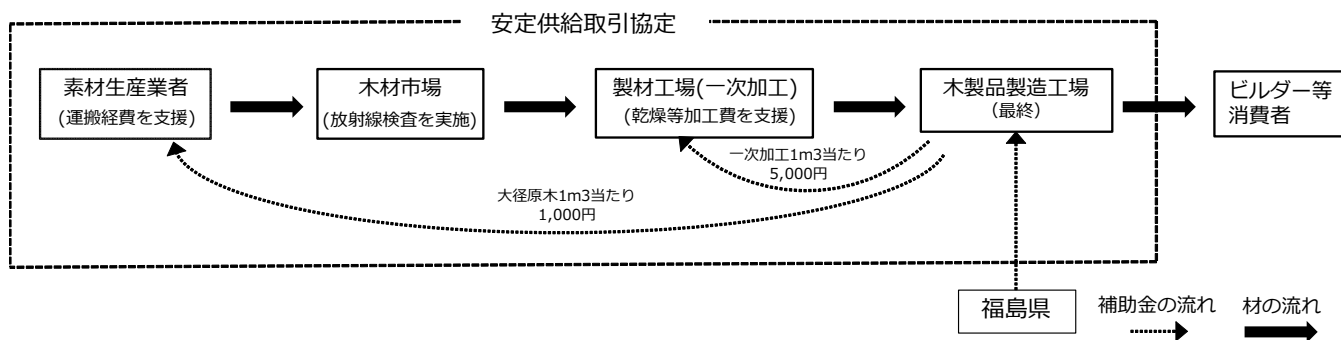 安定供給取引協定
素材生産業者
(運搬経費を支援)
木材市場
(放射線検査を実施)
製材工場(一次加工)
(乾燥等加工費を支援)
木製品製造工場
(最終)
ビルダー等
消費者
一次加工1m3当たり
5,000円
大径原木1m3当たり
1,000円
福島県
補助金の流れ
材の流れ